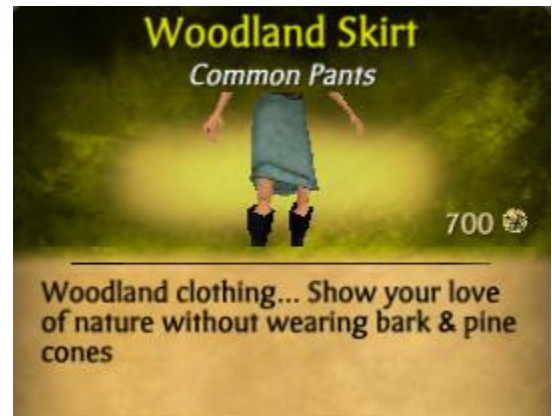 Woodland Skirt
Common Pants
700
Woodland clothing... Show your love
of nature without wearing bark & pine
cones